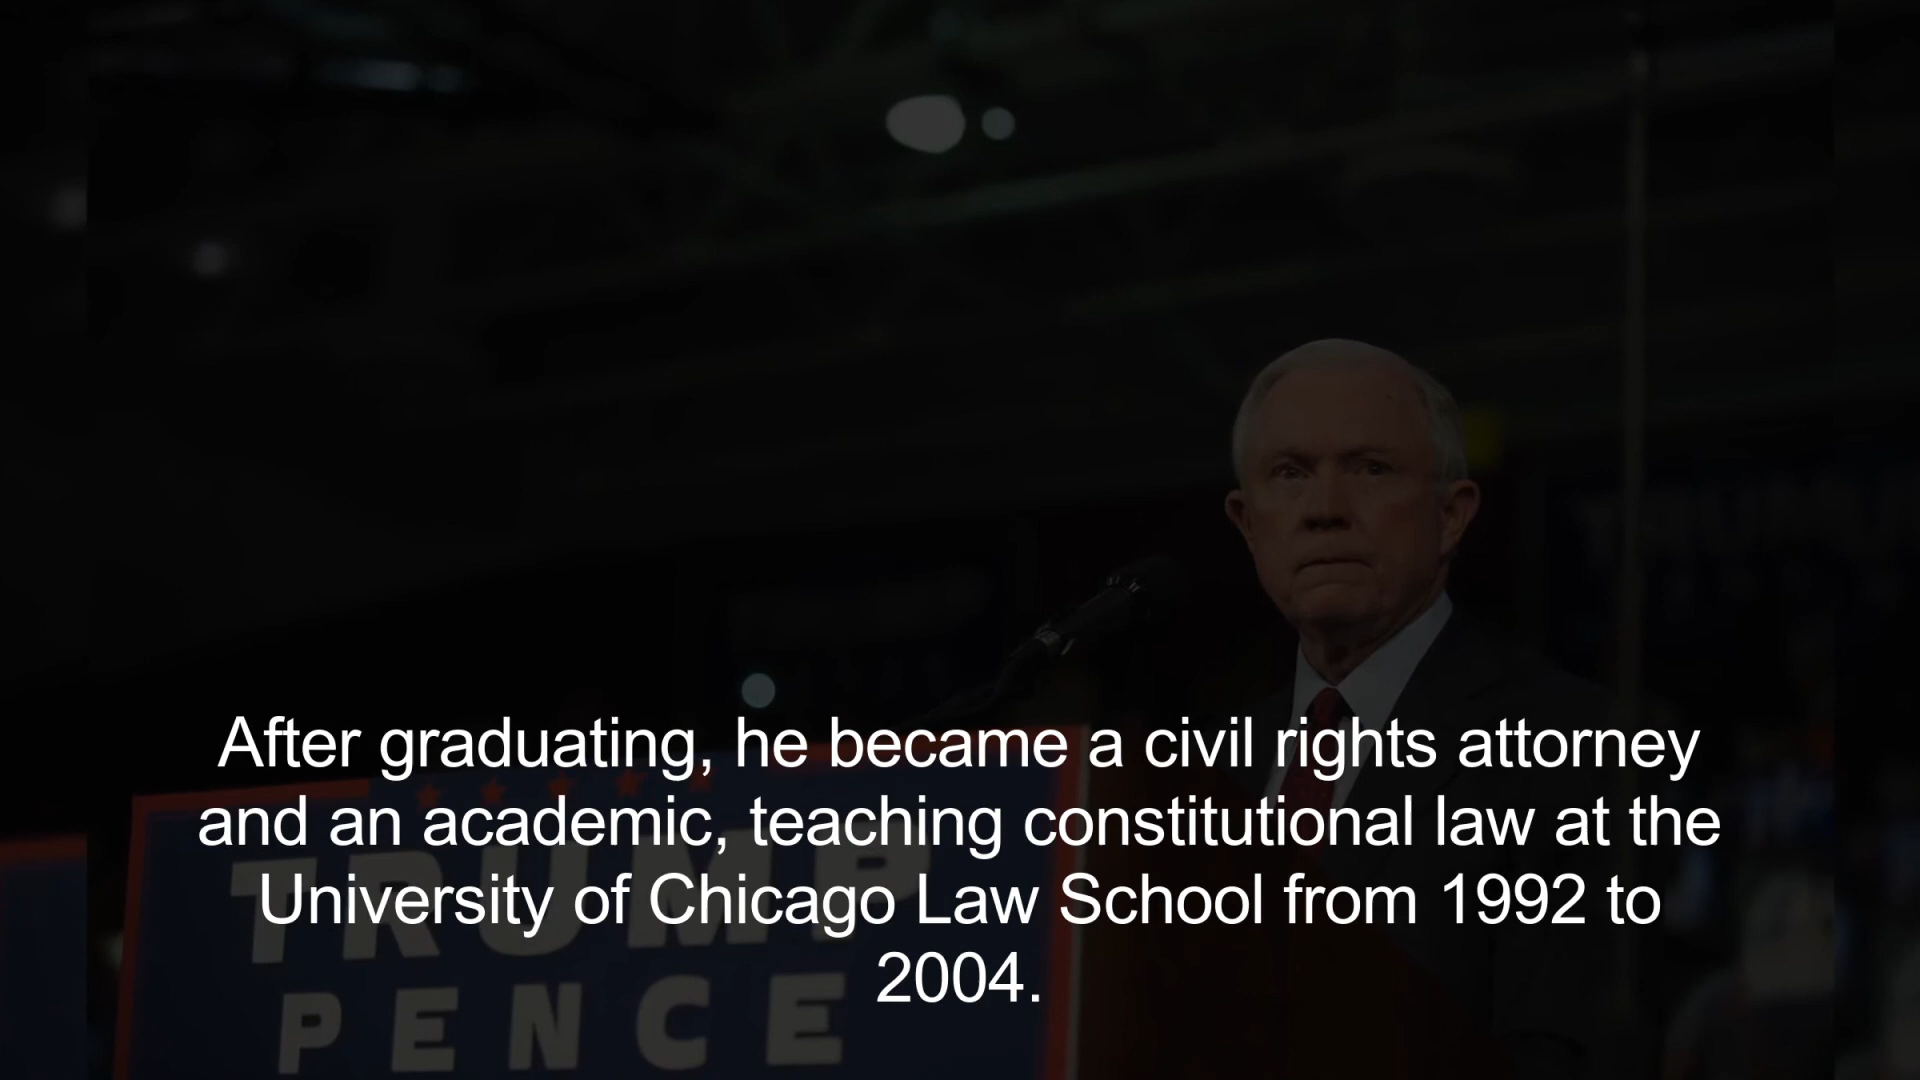 After graduating, he became a civil rights attorney
and an academic, teaching constitutional law at the
University of Chicago Law School from 1992 to
2004.
TRUMP
PENCE